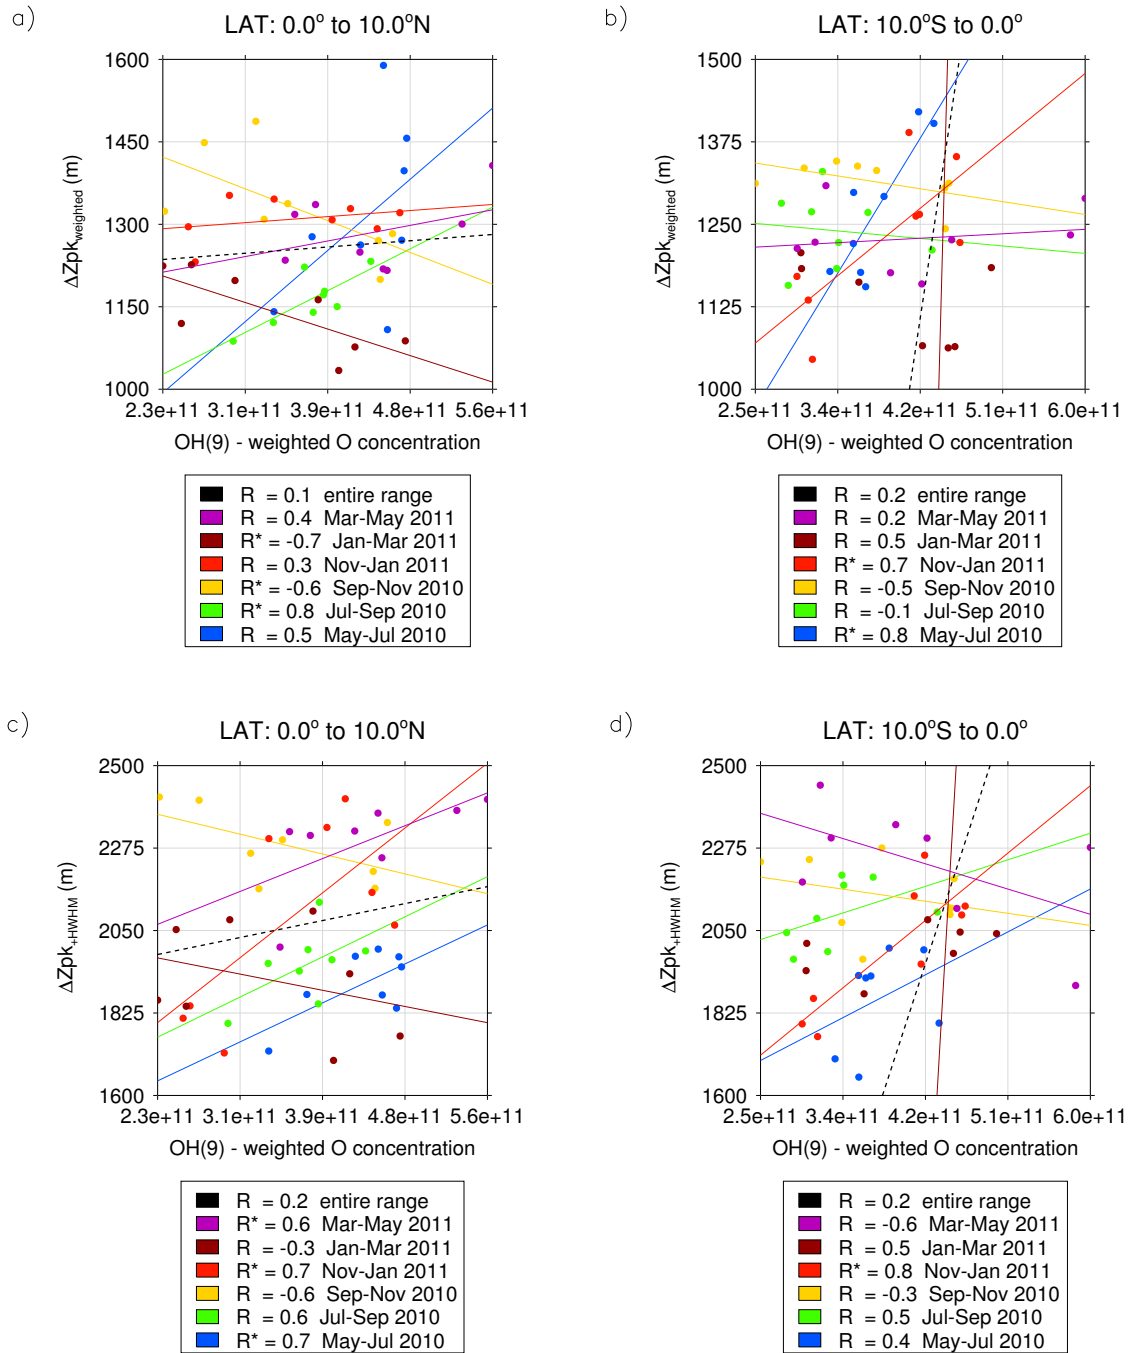 a)
LAT: 0.0° to 10.0°N
1600
1450
1300
1150
1000
ΔZpk_weighted (m)
2.3e+11 3.1e+11 3.9e+11 4.8e+11 5.6e+11
OH(9) - weighted O concentration
R = 0.1 entire range
R = 0.4 Mar-May 2011
R* = -0.7 Jan-Mar 2011
R = 0.3 Nov-Jan 2011
R* = -0.6 Sep-Nov 2010
R* = 0.8 Jul-Sep 2010
R = 0.5 May-Jul 2010
b)
LAT: 10.0°S to 0.0°
1500
1375
1250
1125
1000
ΔZpk_weighted (m)
2.5e+11 3.4e+11 4.2e+11 5.1e+11 6.0e+11
OH(9) - weighted O concentration
R = 0.2 entire range
R = 0.2 Mar-May 2011
R = 0.5 Jan-Mar 2011
R* = 0.7 Nov-Jan 2011
R = -0.5 Sep-Nov 2010
R = -0.1 Jul-Sep 2010
R* = 0.8 May-Jul 2010
c)
LAT: 0.0° to 10.0°N
2500
2275
2050
1825
1600
ΔZpk_+HWHM (m)
2.3e+11 3.1e+11 3.9e+11 4.8e+11 5.6e+11
OH(9) - weighted O concentration
R = 0.2 entire range
R* = 0.6 Mar-May 2011
R = -0.3 Jan-Mar 2011
R* = 0.7 Nov-Jan 2011
R = -0.6 Sep-Nov 2010
R = 0.6 Jul-Sep 2010
R* = 0.7 May-Jul 2010
d)
LAT: 10.0°S to 0.0°
2500
2275
2050
1825
1600
ΔZpk_+HWHM (m)
2.5e+11 3.4e+11 4.2e+11 5.1e+11 6.0e+11
OH(9) - weighted O concentration
R = 0.2 entire range
R = -0.6 Mar-May 2011
R = 0.5 Jan-Mar 2011
R* = 0.8 Nov-Jan 2011
R = -0.3 Sep-Nov 2010
R = 0.5 Jul-Sep 2010
R = 0.4 May-Jul 2010